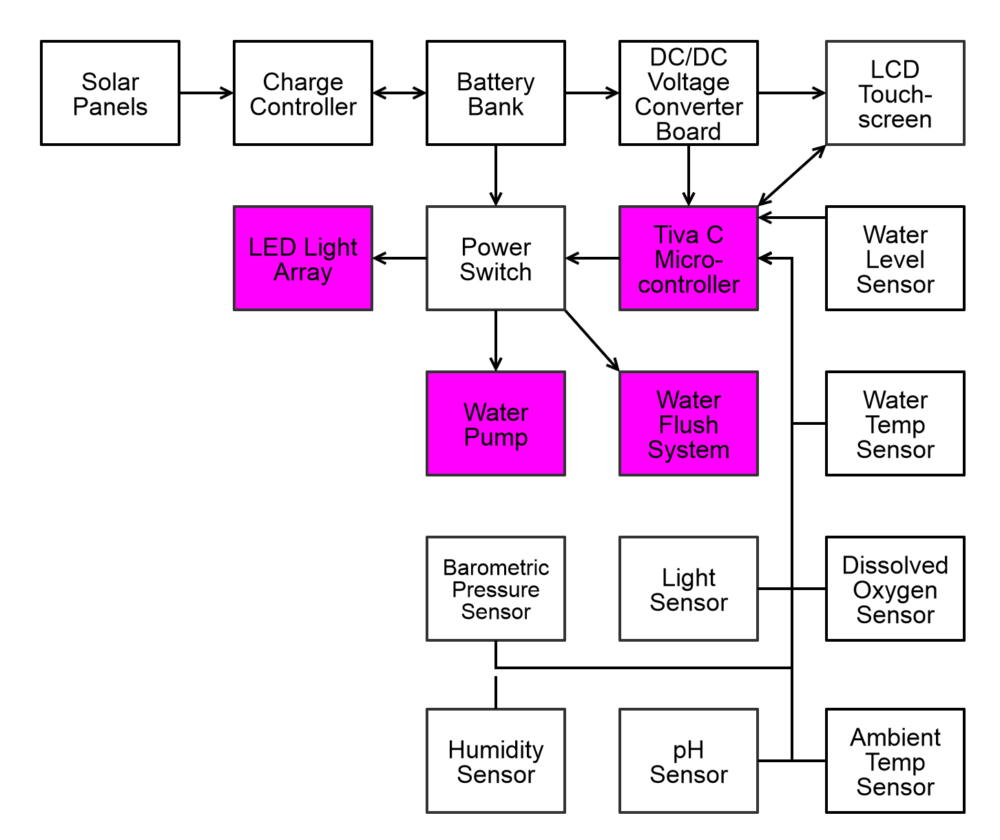 Solar
Panels
Charge
Controller
Battery
Bank
DC/DC
Voltage
Converter
Board
LCD
Touch-
screen
LED Light
Array
Power
Switch
Tiva C
Micro-
controller
Water
Level
Sensor
Water
Pump
Water
Flush
System
Water
Temp
Sensor
Barometric
Pressure
Sensor
Light
Sensor
Dissolved
Oxygen
Sensor
Humidity
Sensor
pH
Sensor
Ambient
Temp
Sensor